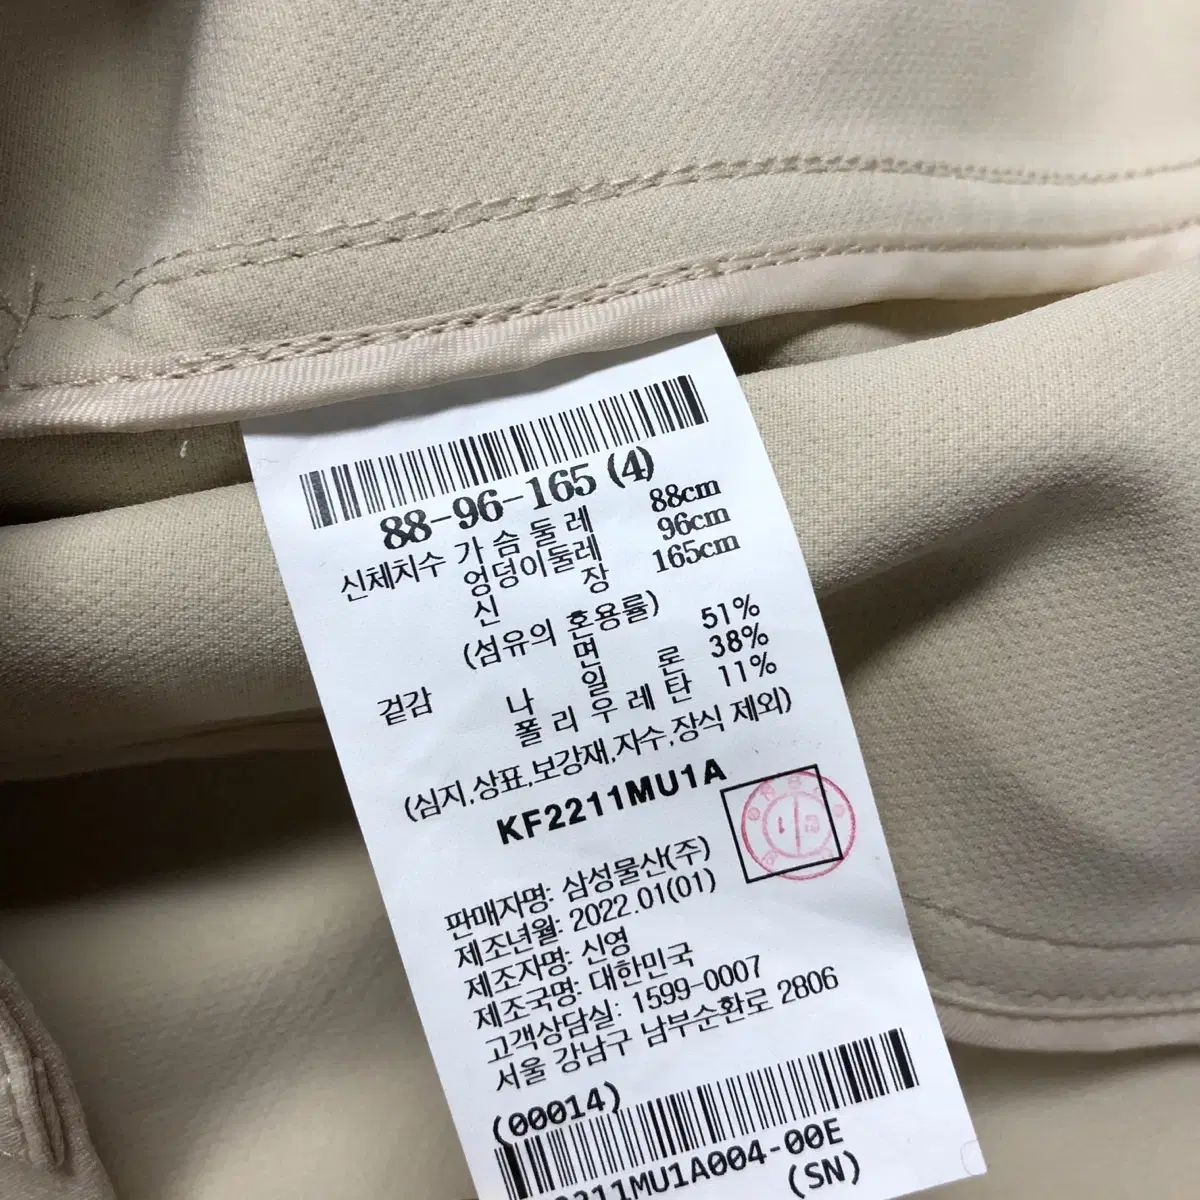 88-96-165 (4)
신체치수 가 슴 둘 레 88cm
엉덩이둘레 96cm
신 장 165cm
(섬유의 혼용률)
겉감 면 51%
나 일 론 38%
폴 리 우 레 탄 11%
(심지,상표,보강재,자수,장식 제외)
KF2211MU1A
판매자명: 삼성물산(주)
제조년월: 2022.01(01)
제조자명: 신영
제조국명: 대한민국
고객상담실: 1599-0007
서울 강남구 남부순환로 2806
(00014)
2211MU1A004-00E
(SN)